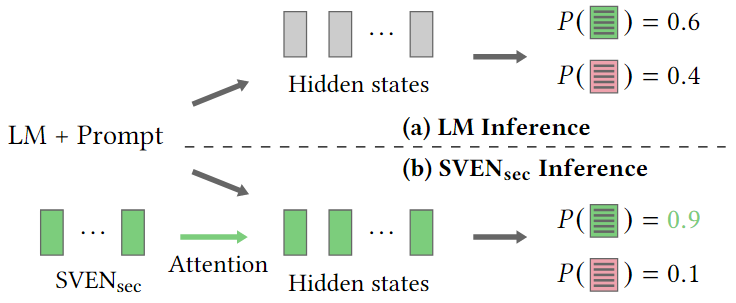 ...
P( ) = 0.6
Hidden states
P( ) = 0.4
(a) LM Inference
LM + Prompt
(b) SVENsec Inference
...
...
P( ) = 0.9
Attention
SVENsec
Hidden states
P( ) = 0.1